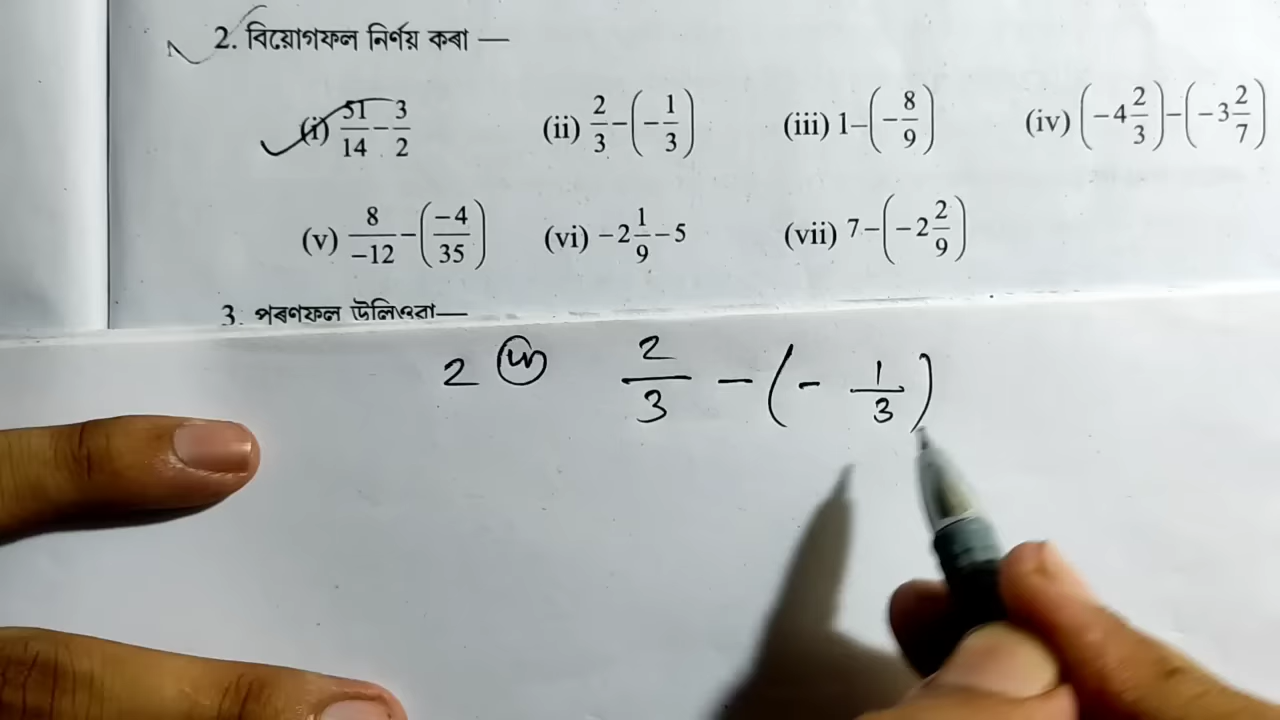 2. বিয়োগফল নিৰ্ণয় কৰা —
(i) 51/14 - 3/2 (ii) 2/3 - (-1/3) (iii) 1 - (-8/9) (iv) (-4 2/3) - (-3 2/7)
(v) 8/-12 - (-4/35) (vi) -2 1/9 - 5 (vii) 7 - (-2 2/9)
3. পূৰণফল উলিওৱা—
2 (ii) 2/3 - (-1/3)